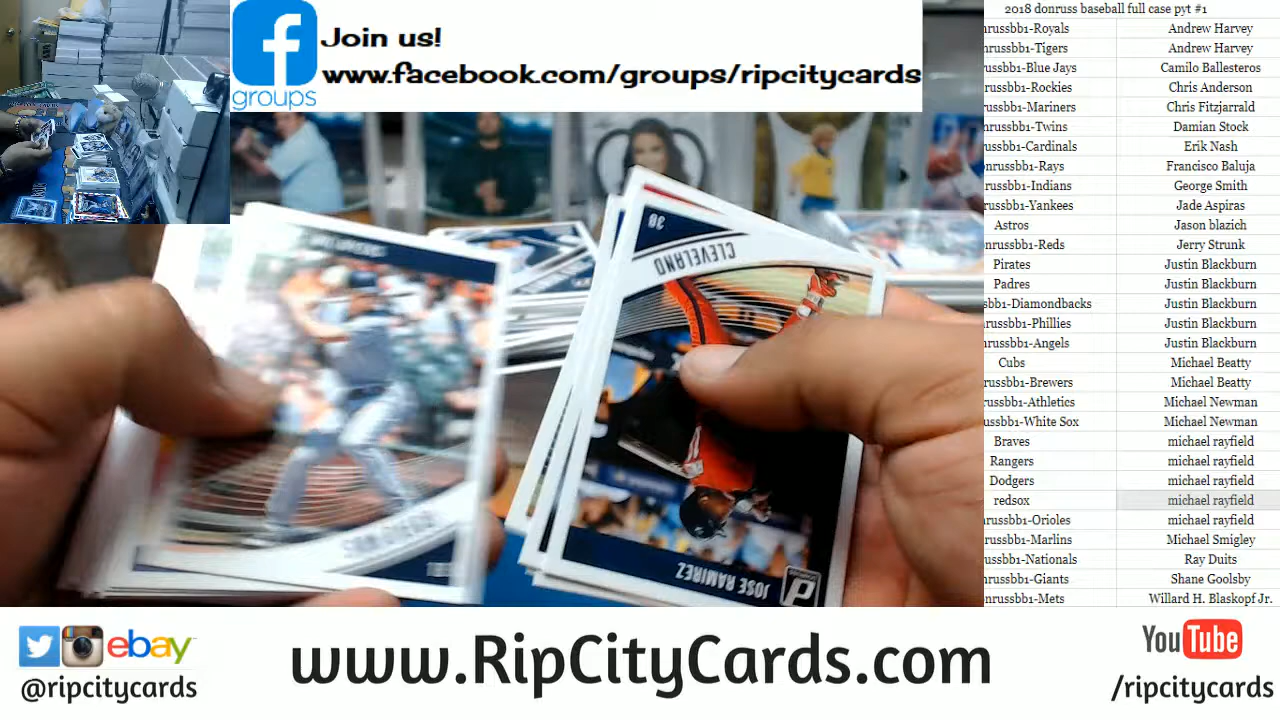 Join us!
www.facebook.com/groups/ripcitycards
groups
2018 donruss baseball full case pyt #1
nrussbb1-Royals Andrew Harvey
nrussbb1-Tigers Andrew Harvey
russbb1-Blue Jays Camilo Ballesteros
russbb1-Rockies Chris Anderson
russbb1-Mariners Chris Fitzjarrald
nrussbb1-Twins Damian Stock
russbb1-Cardinals Erik Nash
onrussbb1-Rays Francisco Baluja
nrussbb1-Indians George Smith
russbb1-Yankees Jade Aspiras
Astros Jason blazich
onrussbb1-Reds Jerry Strunk
Pirates Justin Blackburn
Padres Justin Blackburn
sbb1-Diamondbacks Justin Blackburn
russbb1-Phillies Justin Blackburn
nrussbb1-Angels Justin Blackburn
Cubs Michael Beatty
russbb1-Brewers Michael Beatty
russbb1-Athletics Michael Newman
russbb1-White Sox Michael Newman
Braves michael rayfield
Rangers michael rayfield
Dodgers michael rayfield
redsox michael rayfield
nrussbb1-Orioles michael rayfield
russbb1-Marlins Michael Smigley
russbb1-Nationals Ray Duits
nrussbb1-Giants Shane Goolsby
onrussbb1-Mets Willard H. Blaskopf Jr.
30
CLEVELAND
JOSE RAMIREZ
ebay
@ripcitycards
www.RipCityCards.com
YouTube
/ripcitycards